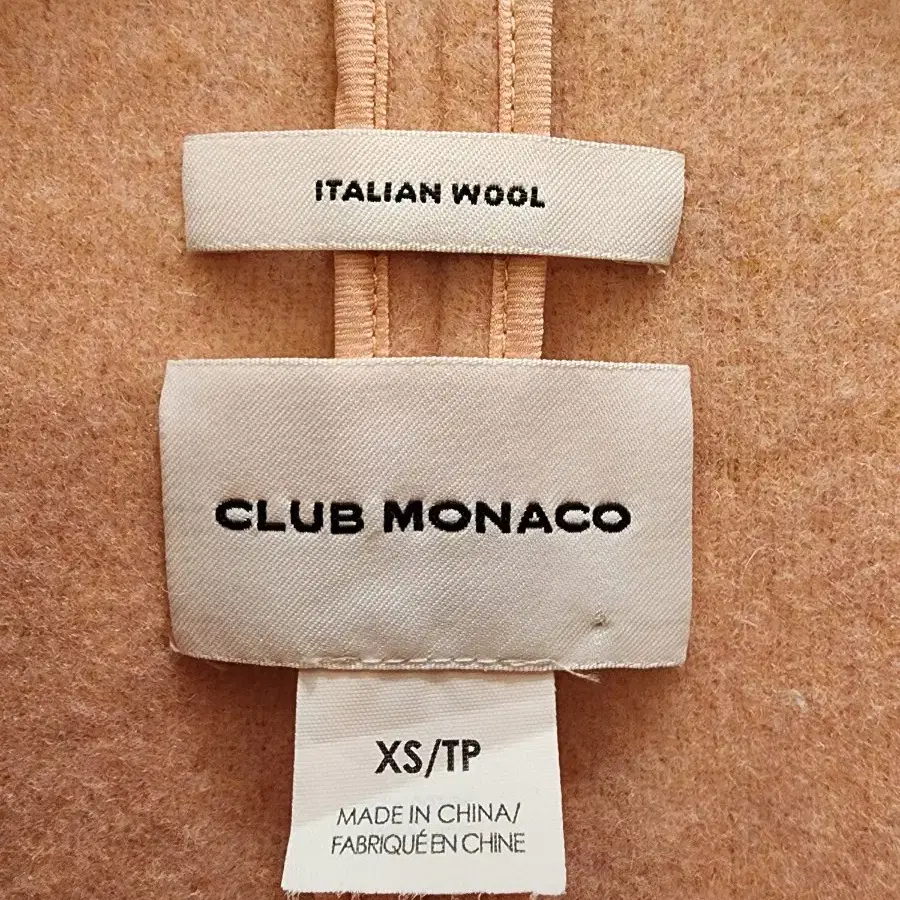 ITALIAN WOOL
CLUB MONACO
XS/TP
MADE IN CHINA/
FABRIQUÉ EN CHINE